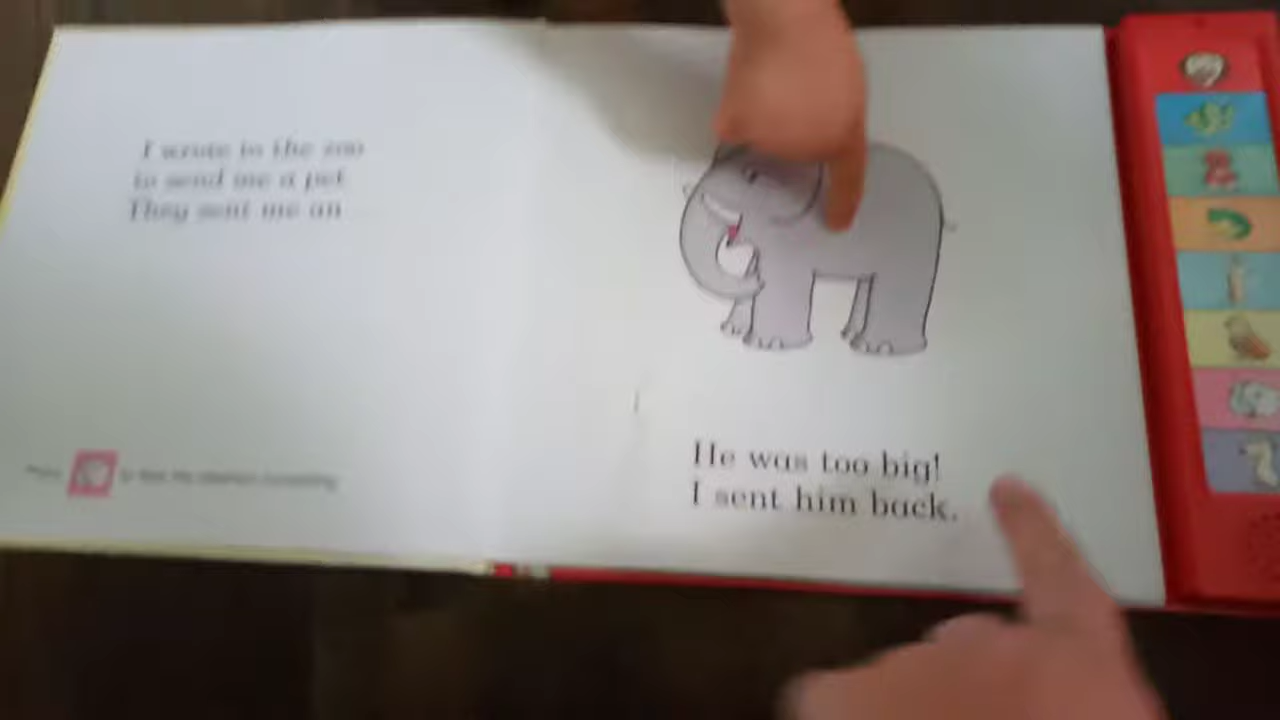 I wrote to the zoo
to send me a pet.
They sent me an
He was too big!
I sent him back.